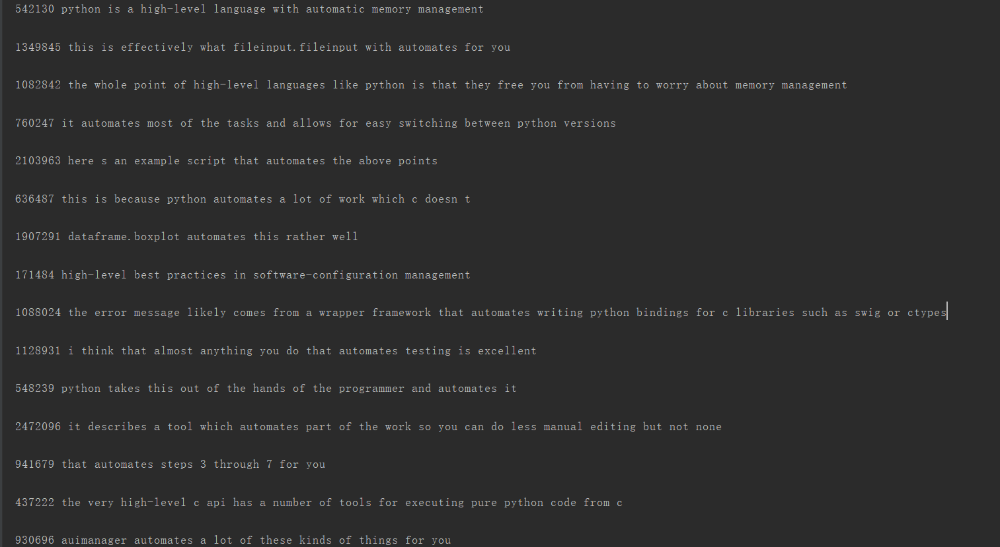 542130 python is a high-level language with automatic memory management
1349845 this is effectively what fileinput.fileinput with automates for you
1082842 the whole point of high-level languages like python is that they free you from having to worry about memory management
760247 it automates most of the tasks and allows for easy switching between python versions
2103963 here s an example script that automates the above points
636487 this is because python automates a lot of work which c doesn t
1907291 dataframe.boxplot automates this rather well
171484 high-level best practices in software-configuration management
1088024 the error message likely comes from a wrapper framework that automates writing python bindings for c libraries such as swig or ctypes
1128931 i think that almost anything you do that automates testing is excellent
548239 python takes this out of the hands of the programmer and automates it
2472096 it describes a tool which automates part of the work so you can do less manual editing but not none
941679 that automates steps 3 through 7 for you
437222 the very high-level c api has a number of tools for executing pure python code from c
930696 auimanager automates a lot of these kinds of things for you